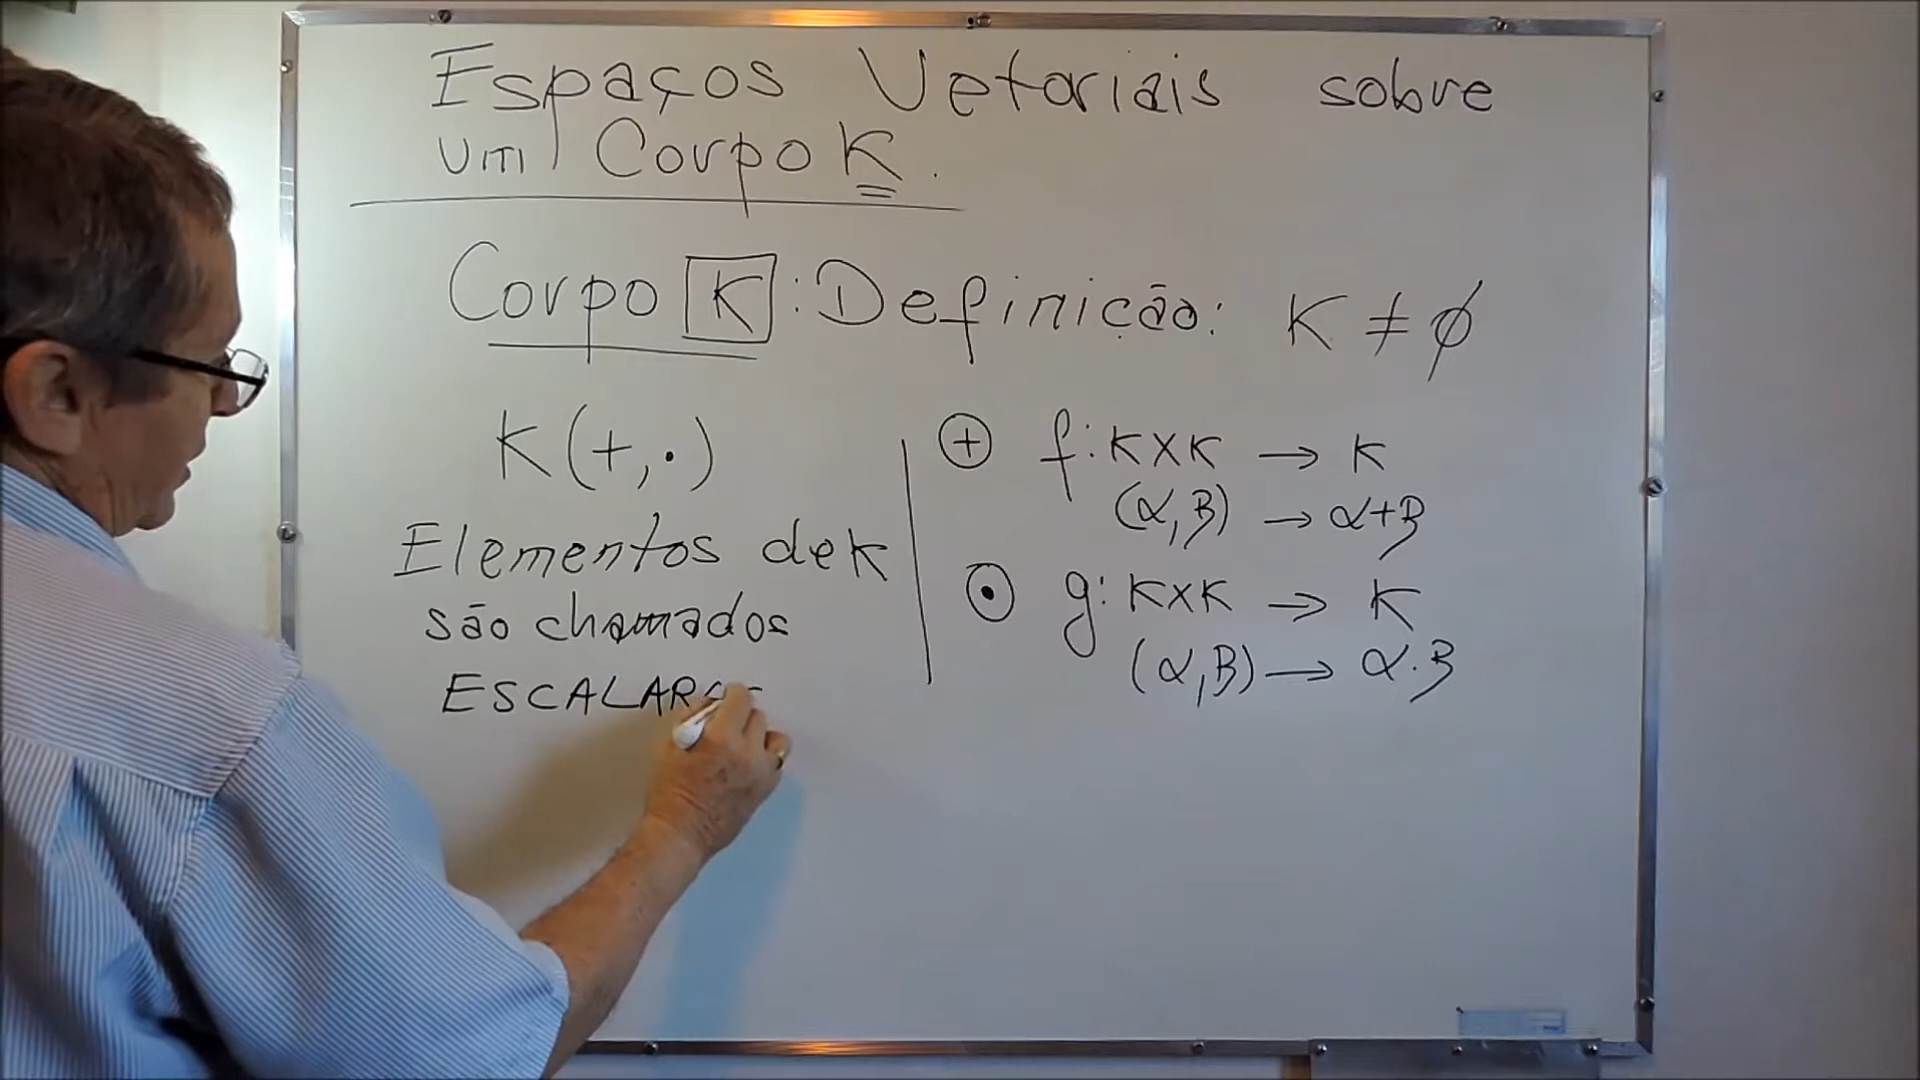 Espaços Vetoriais sobre
um Corpo K.
Corpo K : Definição: K ≠ ∅
K(+,·)
Elementos de K
são chamados
ESCALARES
⊕ f: K×K → K
(α,β) → α+β
⊙ g: K×K → K
(α,β) → α·β